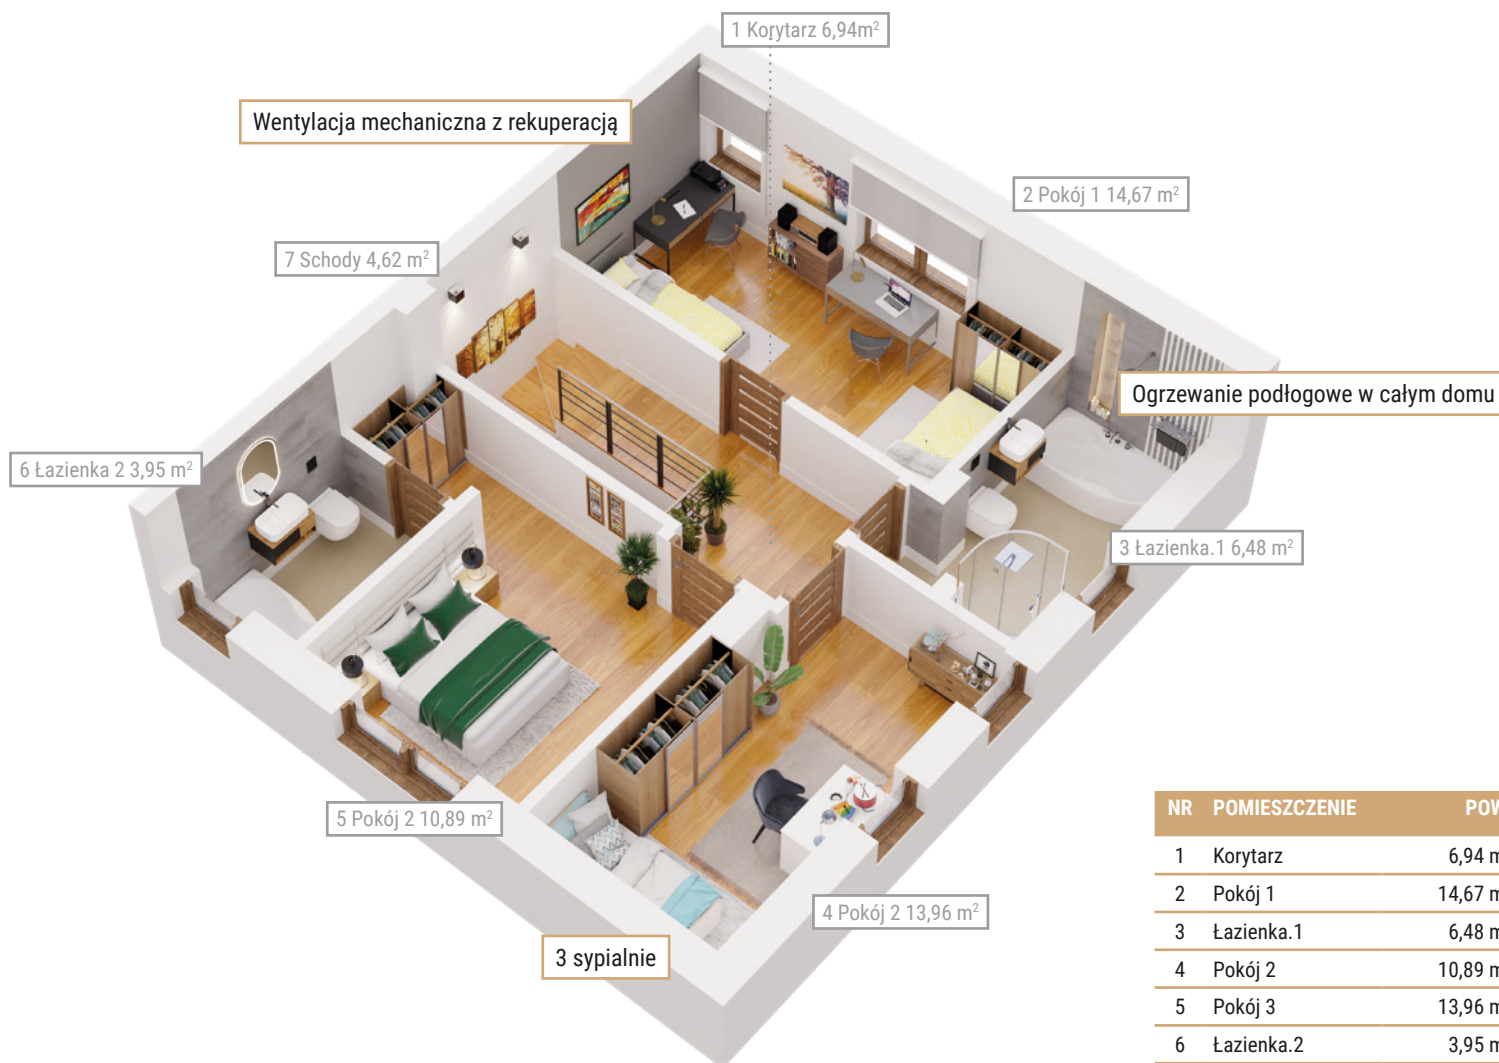 1 Korytarz 6,94m²
Wentylacja mechaniczna z rekuperacją
2 Pokój 1 14,67 m²
7 Schody 4,62 m²
Ogrzewanie podłogowe w całym domu
6 Łazienka 2 3,95 m²
3 Łazienka.1 6,48 m²
5 Pokój 2 10,89 m²
4 Pokój 2 13,96 m²
3 sypialnie
NR POMIESZCZENIE POW
1 Korytarz 6,94 m
2 Pokój 1 14,67 m
3 Łazienka.1 6,48 m
4 Pokój 2 10,89 m
5 Pokój 3 13,96 m
6 Łazienka.2 3,95 m